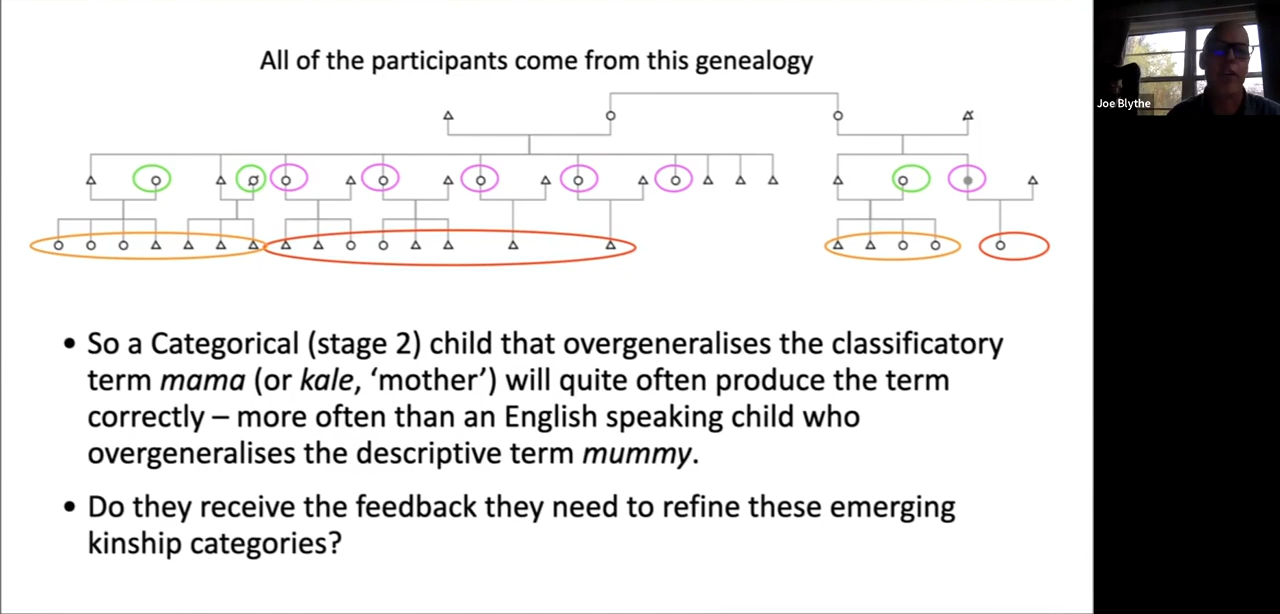 All of the participants come from this genealogy
Joe Blythe
• So a Categorical (stage 2) child that overgeneralises the classificatory
term mama (or kale, ‘mother’) will quite often produce the term
correctly – more often than an English speaking child who
overgeneralises the descriptive term mummy.
• Do they receive the feedback they need to refine these emerging
kinship categories?